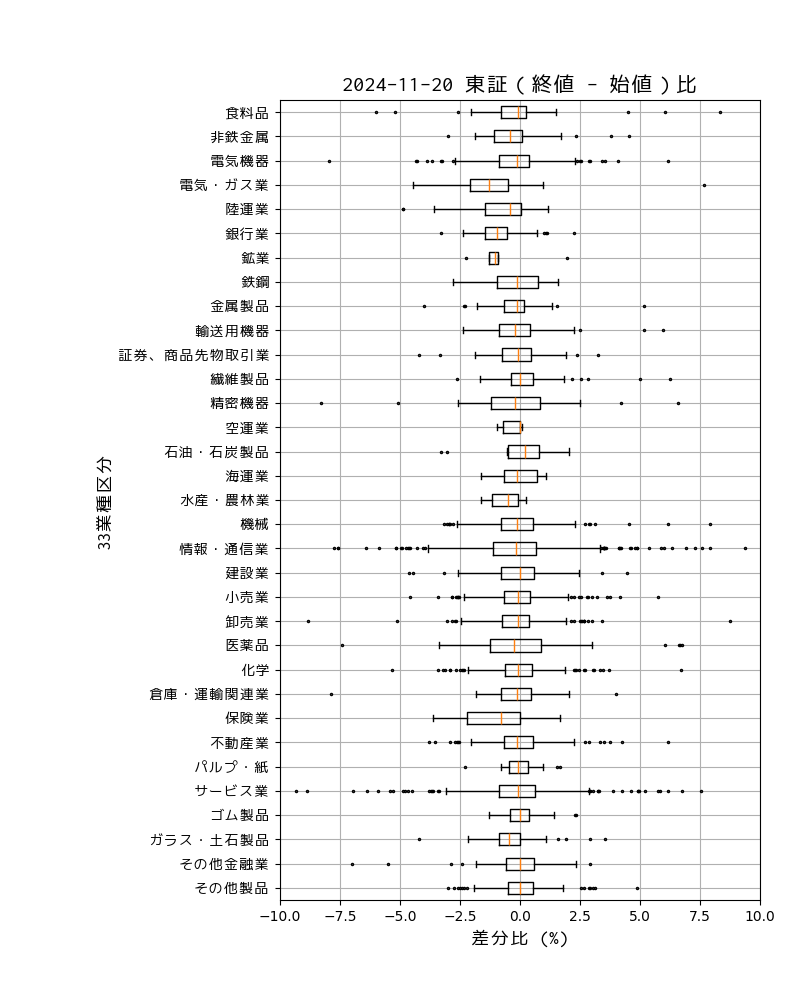 2024-11-20 東証 ( 終値 - 始値 ) 比
食料品
非鉄金属
電気機器
電気・ガス業
陸運業
銀行業
鉱業
鉄鋼
金属製品
輸送用機器
証券、商品先物取引業
繊維製品
精密機器
空運業
石油・石炭製品
海運業
水産・農林業
機械
情報・通信業
建設業
小売業
卸売業
医薬品
化学
倉庫・運輸関連業
保険業
不動産業
パルプ・紙
サービス業
ゴム製品
ガラス・土石製品
その他金融業
その他製品
33業種区分
−10.0 −7.5 −5.0 −2.5 0.0 2.5 5.0 7.5 10.0
差分比 (%)